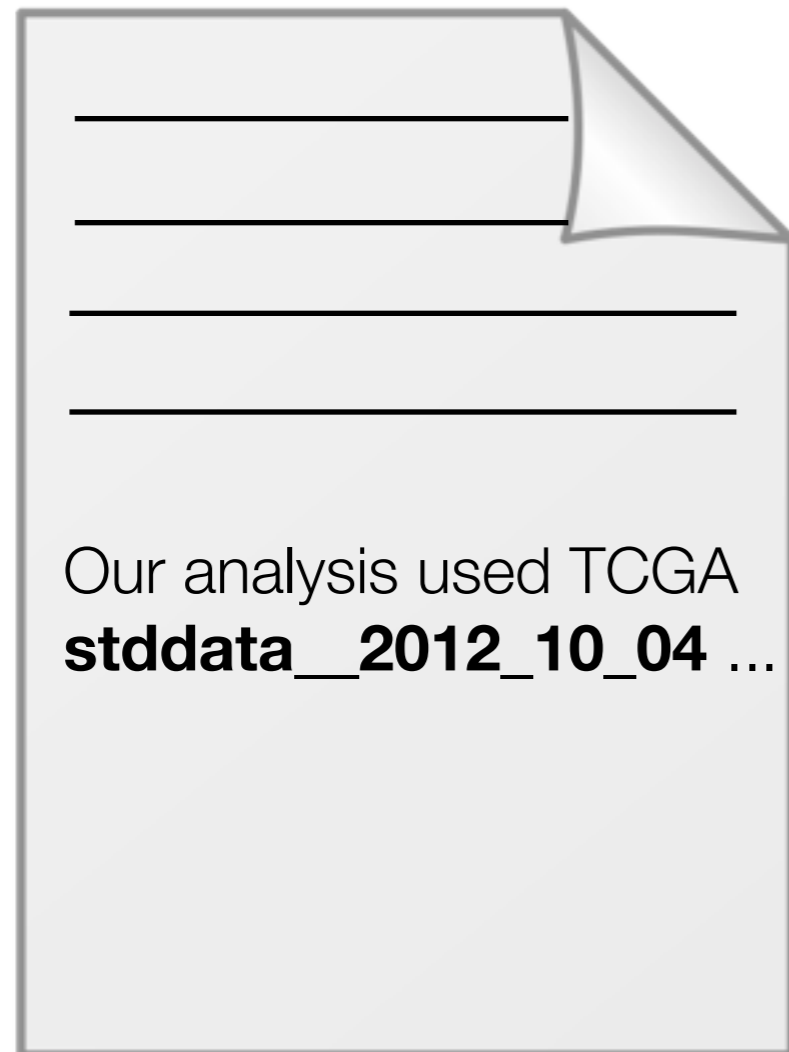 Our analysis used TCGA
stddata__2012_10_04 ...